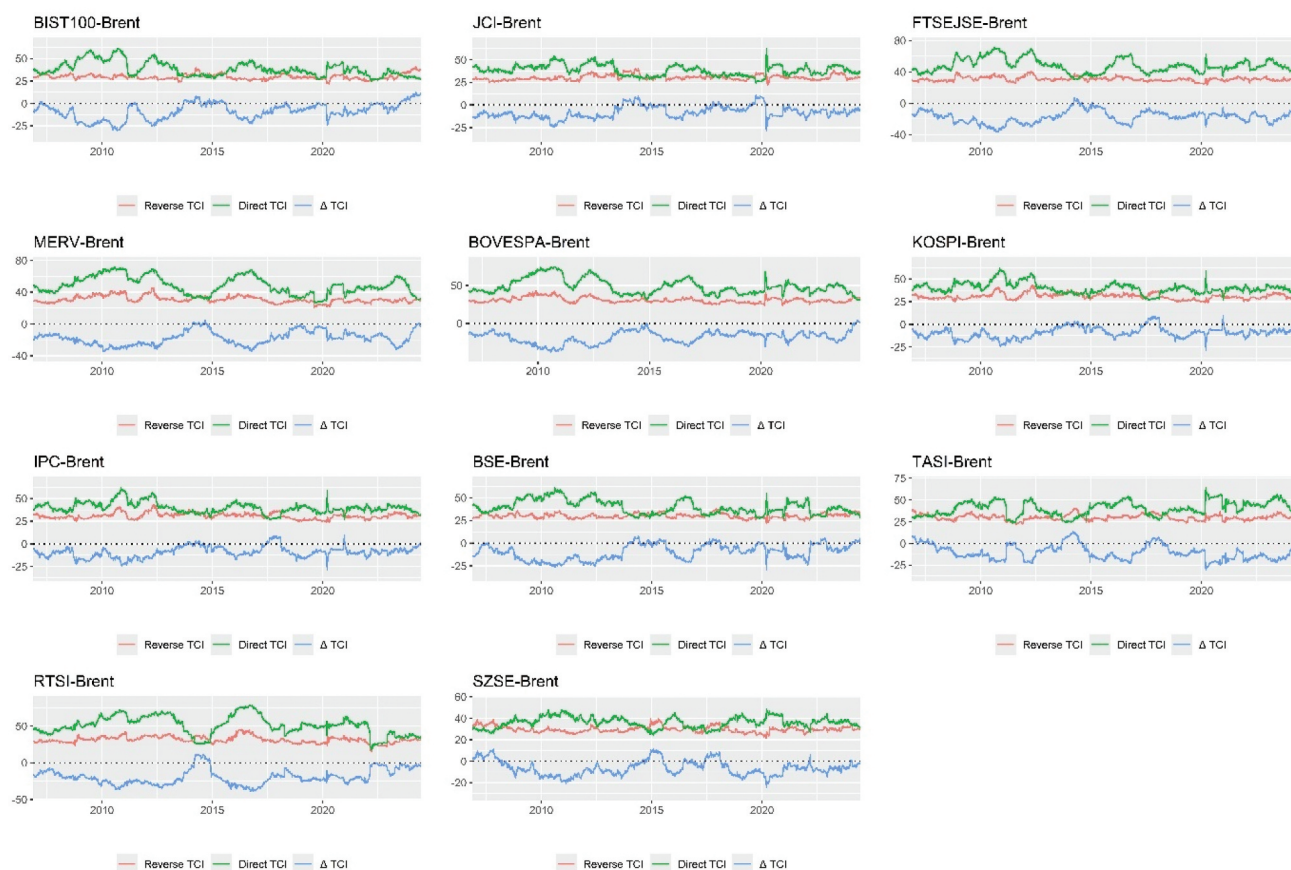 BIST100-Brent
50
25
0
-25
2010 2015 2020
Reverse TCI Direct TCI Δ TCI
JCI-Brent
50
25
0
-25
2010 2015 2020
Reverse TCI Direct TCI Δ TCI
FTSEJSE-Brent
80
40
0
-40
2010 2015 2020
Reverse TCI Direct TCI Δ TCI
MERV-Brent
80
40
0
-40
2010 2015 2020
Reverse TCI Direct TCI Δ TCI
BOVESPA-Brent
50
0
2010 2015 2020
Reverse TCI Direct TCI Δ TCI
KOSPI-Brent
50
25
0
-25
2010 2015 2020
Reverse TCI Direct TCI Δ TCI
IPC-Brent
50
25
0
-25
2010 2015 2020
Reverse TCI Direct TCI Δ TCI
BSE-Brent
50
25
0
-25
2010 2015 2020
Reverse TCI Direct TCI Δ TCI
TASI-Brent
75
50
25
0
-25
2010 2015 2020
Reverse TCI Direct TCI Δ TCI
RTSI-Brent
50
0
-50
2010 2015 2020
Reverse TCI Direct TCI Δ TCI
SZSE-Brent
60
40
20
0
-20
2010 2015 2020
Reverse TCI Direct TCI Δ TCI